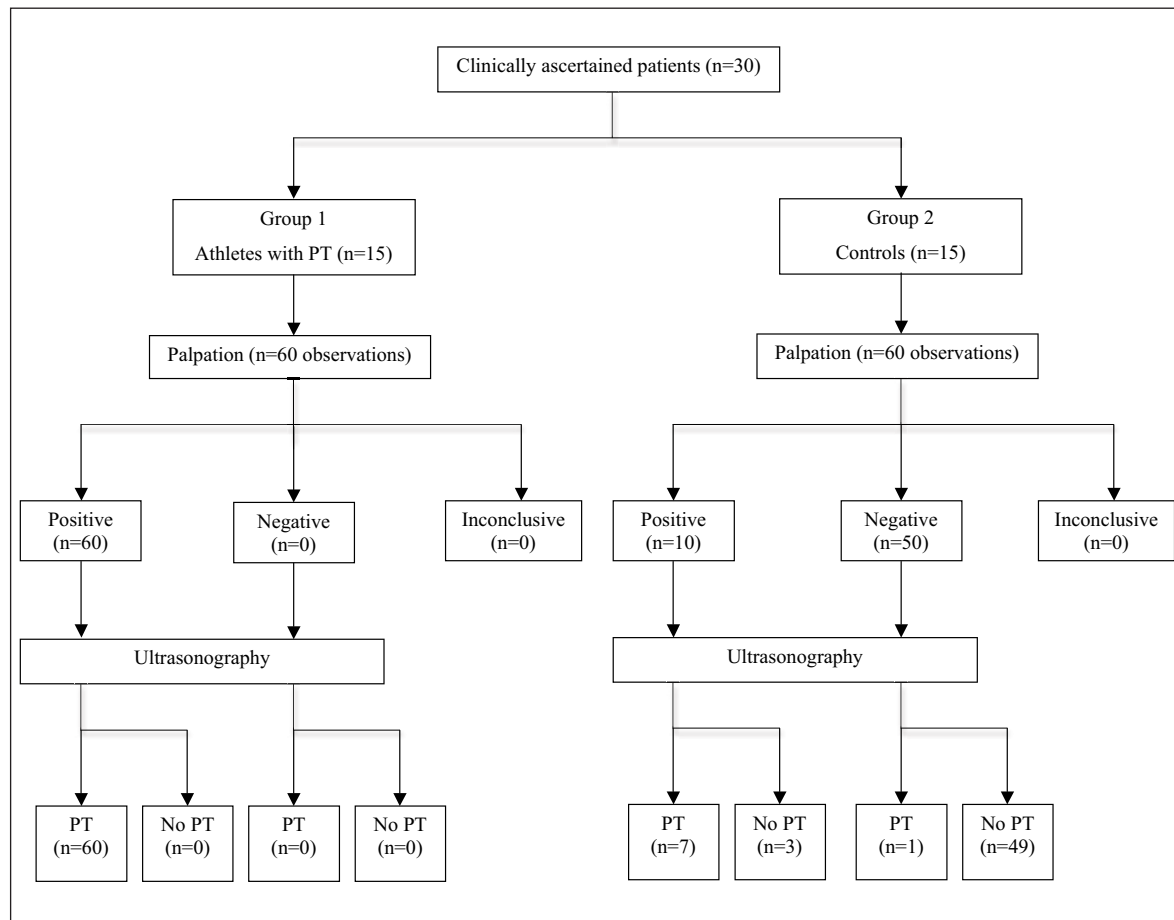 Clinically ascertained patients (n=30)
Group 1
Athletes with PT (n=15)
Group 2
Controls (n=15)
Palpation (n=60 observations)
Palpation (n=60 observations)
Positive
(n=60)
Negative
(n=0)
Inconclusive
(n=0)
Positive
(n=10)
Negative
(n=50)
Inconclusive
(n=0)
Ultrasonography
Ultrasonography
PT
(n=60)
No PT
(n=0)
PT
(n=0)
No PT
(n=0)
PT
(n=7)
No PT
(n=3)
PT
(n=1)
No PT
(n=49)